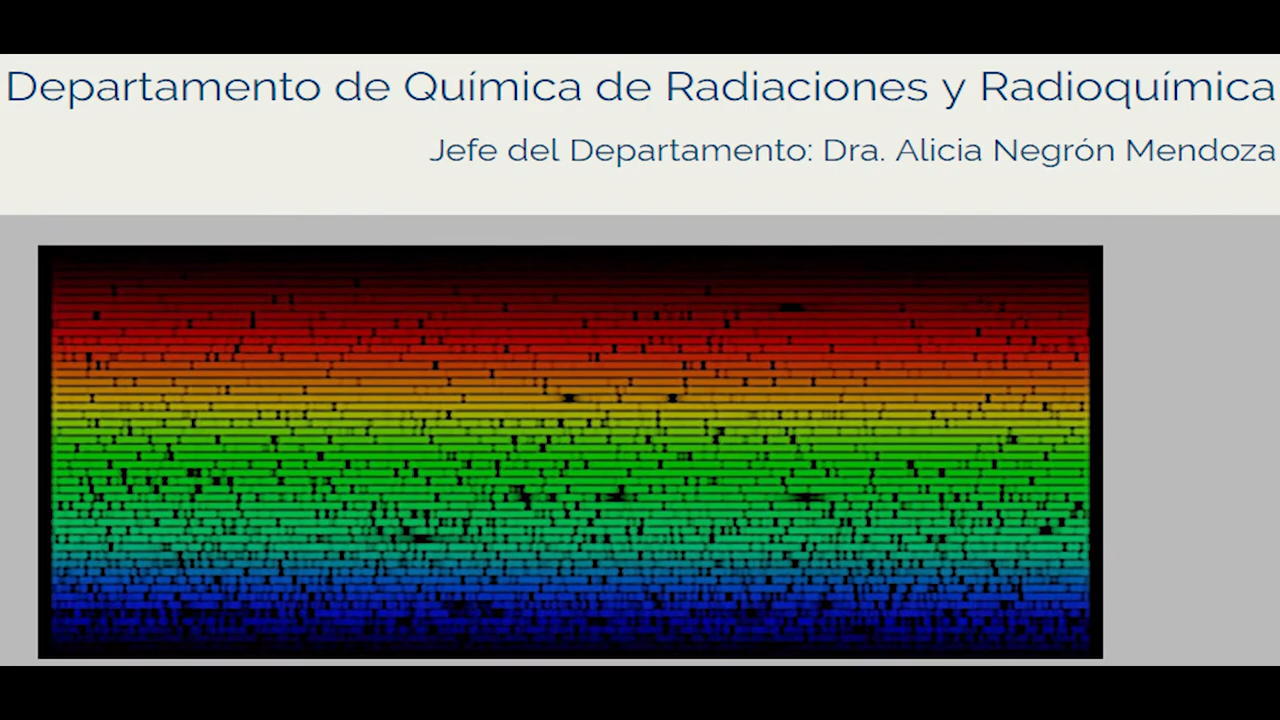 Departamento de Química de Radiaciones y Radioquímica
Jefe del Departamento: Dra. Alicia Negrón Mendoza